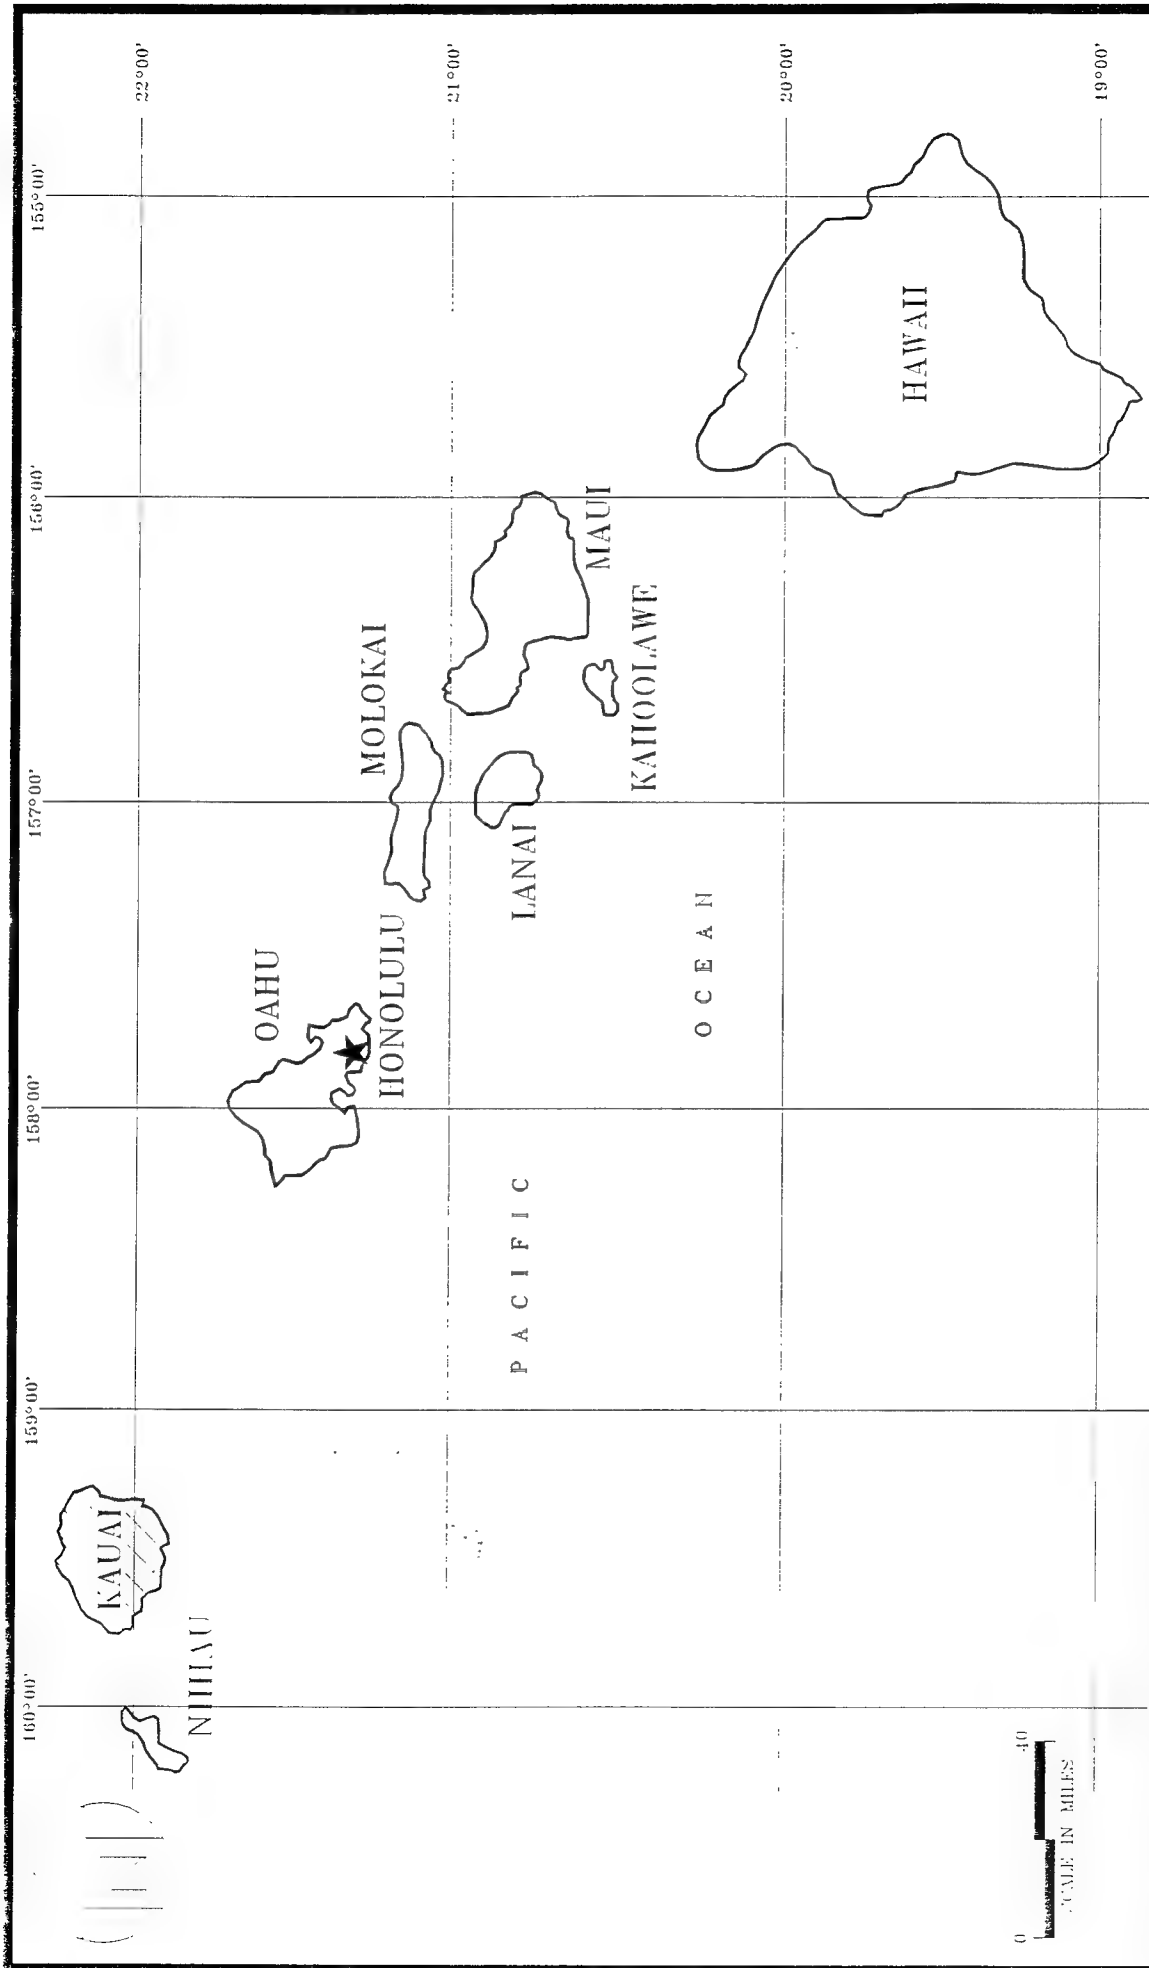 160°00'
159°00'
158°00'
157°00'
156°00'
155°00'
22°00'
21°00'
20°00'
19°00'
KAUAI
NIIHAU
OAHU
HONOLULU
MOLOKAI
LANAI
MAUI
KAHOOLAWE
HAWAII
PACIFIC
OCEAN
0 40
SCALE IN MILES